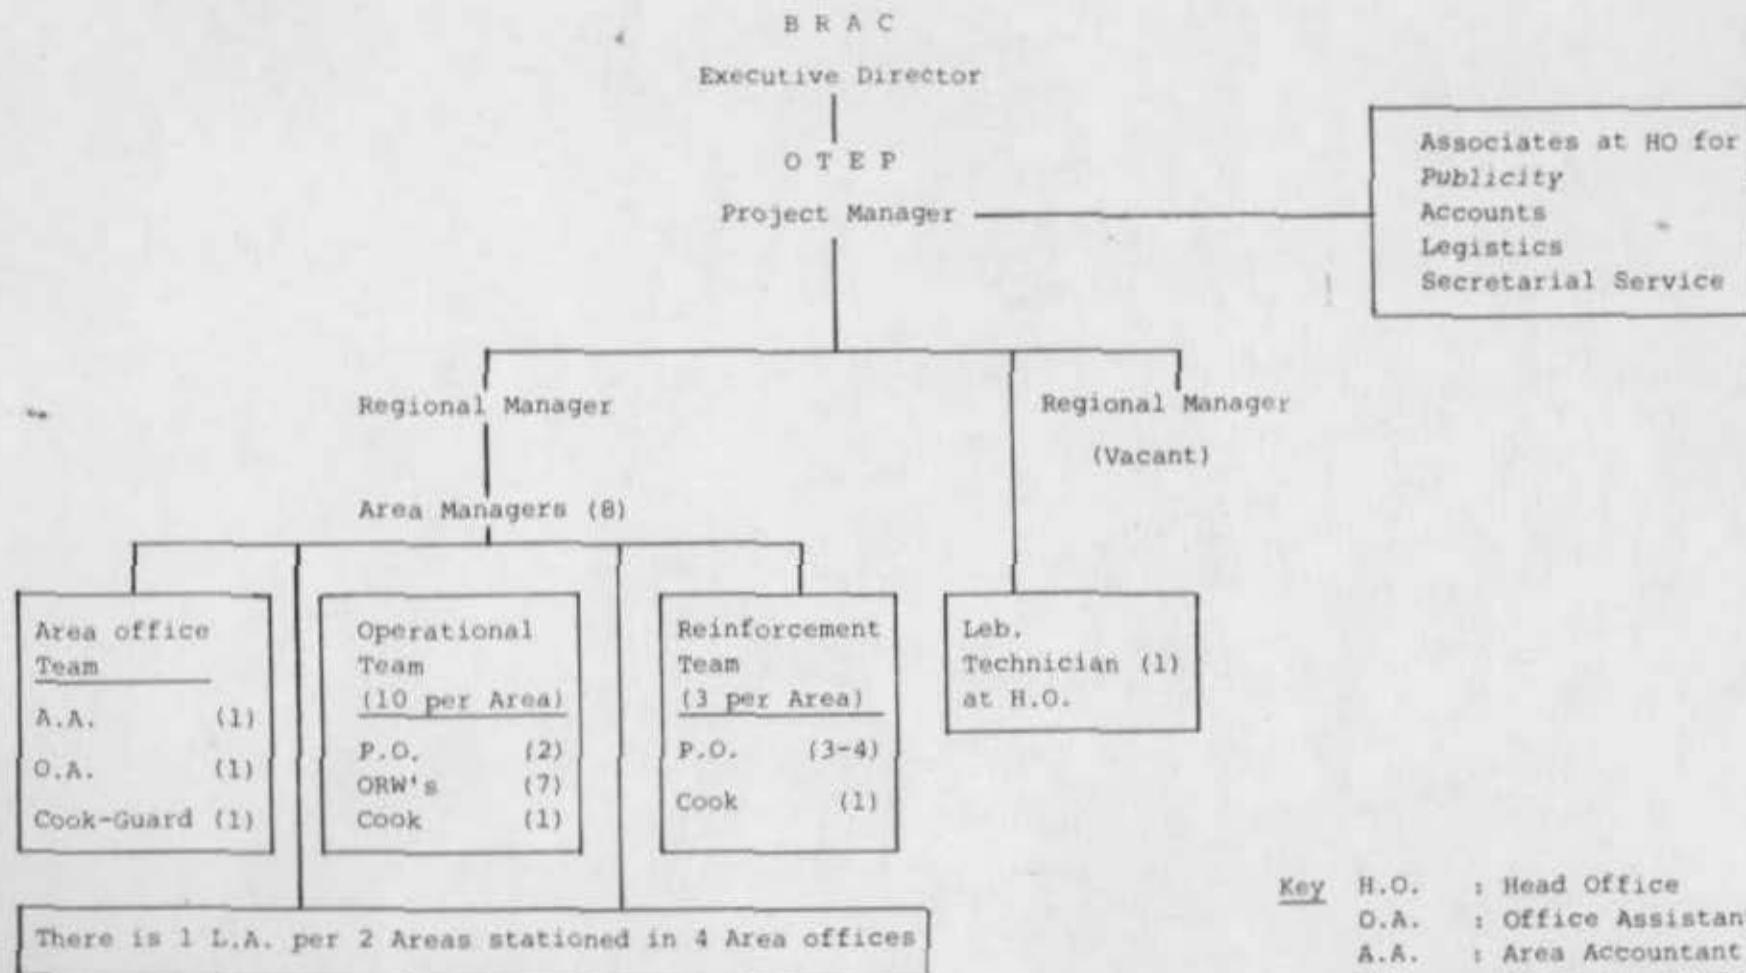 B R A C
Executive Director
O T E P
Project Manager
Associates at HO for
Publicity
Accounts
Legistics
Secretarial Service
Regional Manager
Regional Manager
(Vacant)
Area Managers (8)
Area office
Team
A.A. (1)
O.A. (1)
Cook-Guard (1)
Operational
Team
(10 per Area)
P.O. (2)
ORW's (7)
Cook (1)
Reinforcement
Team
(3 per Area)
P.O. (3-4)
Cook (1)
Leb.
Technician (1)
at H.O.
There is 1 L.A. per 2 Areas stationed in 4 Area offices
Key H.O. : Head Office
O.A. : Office Assistan
A.A. : Area Accountant